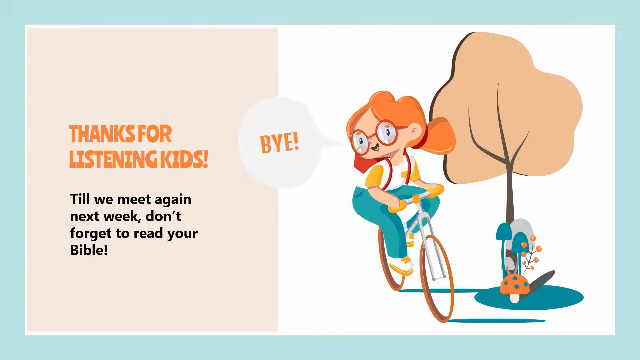 THANKS FOR
LISTENING KIDS!
BYE!
Till we meet again
next week, don't
forget to read your
Bible!